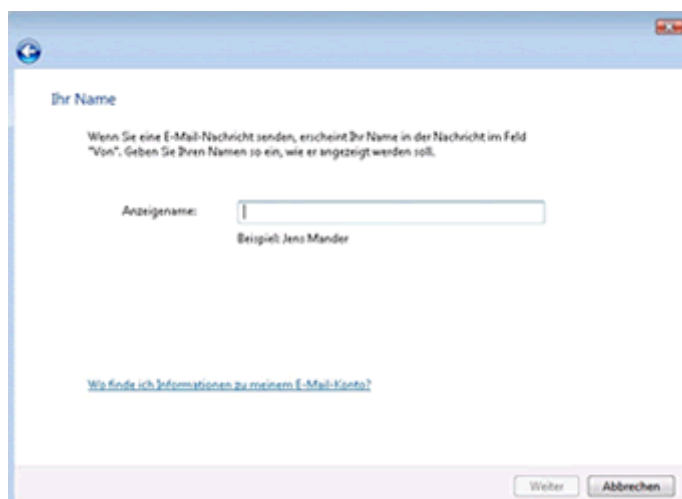 Ihr Name
Wenn Sie eine E-Mail-Nachricht senden, erscheint Ihr Name in der Nachricht im Feld
"Von". Geben Sie Ihren Namen so ein, wie er angezeigt werden soll.
Anzeigename:
Beispiel: Jens Mander
Wo finde ich Informationen zu meinem E-Mail-Konto?
Weiter Abbrechen